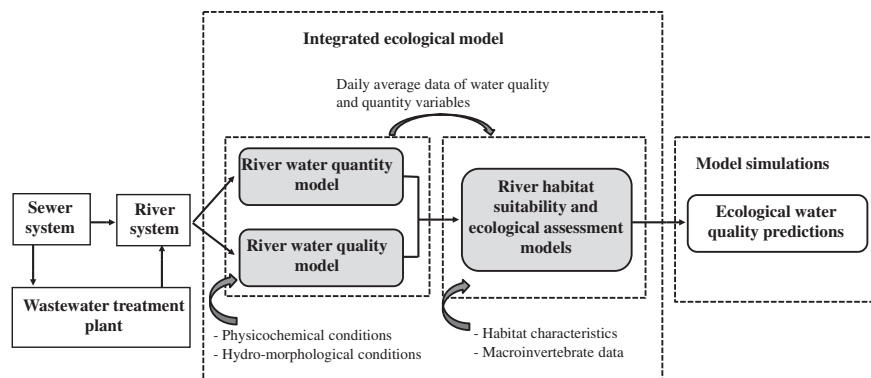 Integrated ecological model
Daily average data of water quality
and quantity variables
Sewer
system
River
system
Wastewater treatment
plant
River water quantity
model
River water quality
model
- Physicochemical conditions
- Hydro-morphological conditions
River habitat
suitability and
ecological assessment
models
- Habitat characteristics
- Macroinvertebrate data
Model simulations
Ecological water
quality predictions